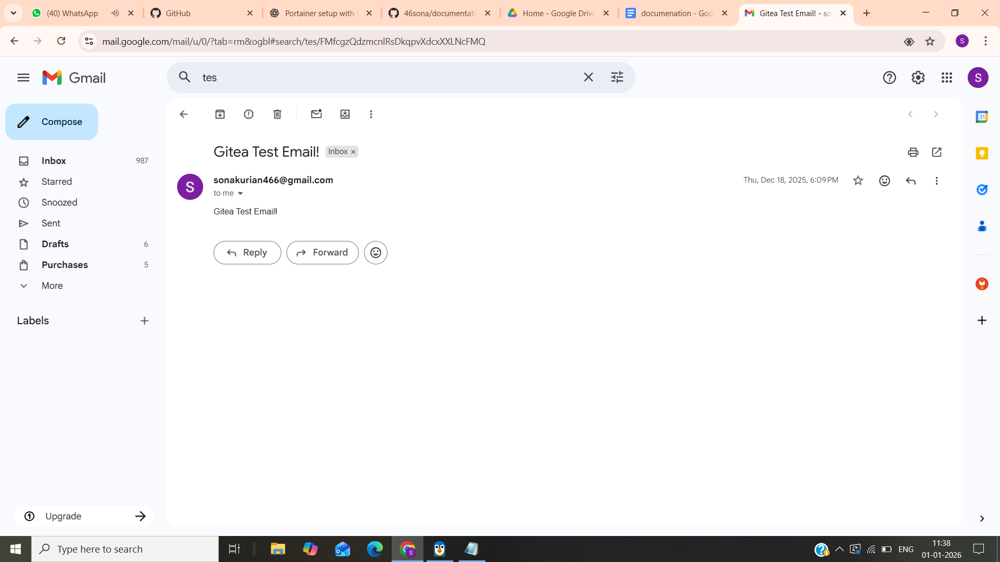 (40) WhatsApp
GitHub
Portainer setup with
46sona/documentati
Home - Google Drive
documenation - Goo
Gitea Test Email! - so
mail.google.com/mail/u/0/?tab=rm&ogbl#search/tes/FMfcgzQdzmcnlRsDkqpvXdcxXXLNcFMQ
S
Gmail
tes
S
Compose
Inbox 987
Starred
Snoozed
Sent
Drafts 6
Purchases 5
More
Labels
Upgrade
Gitea Test Email! Inbox
S
sonakurian466@gmail.com
Thu, Dec 18, 2025, 6:09 PM
to me
Gitea Test Email!
Reply
Forward
31
Type here to search
ENG
11:38
01-01-2026